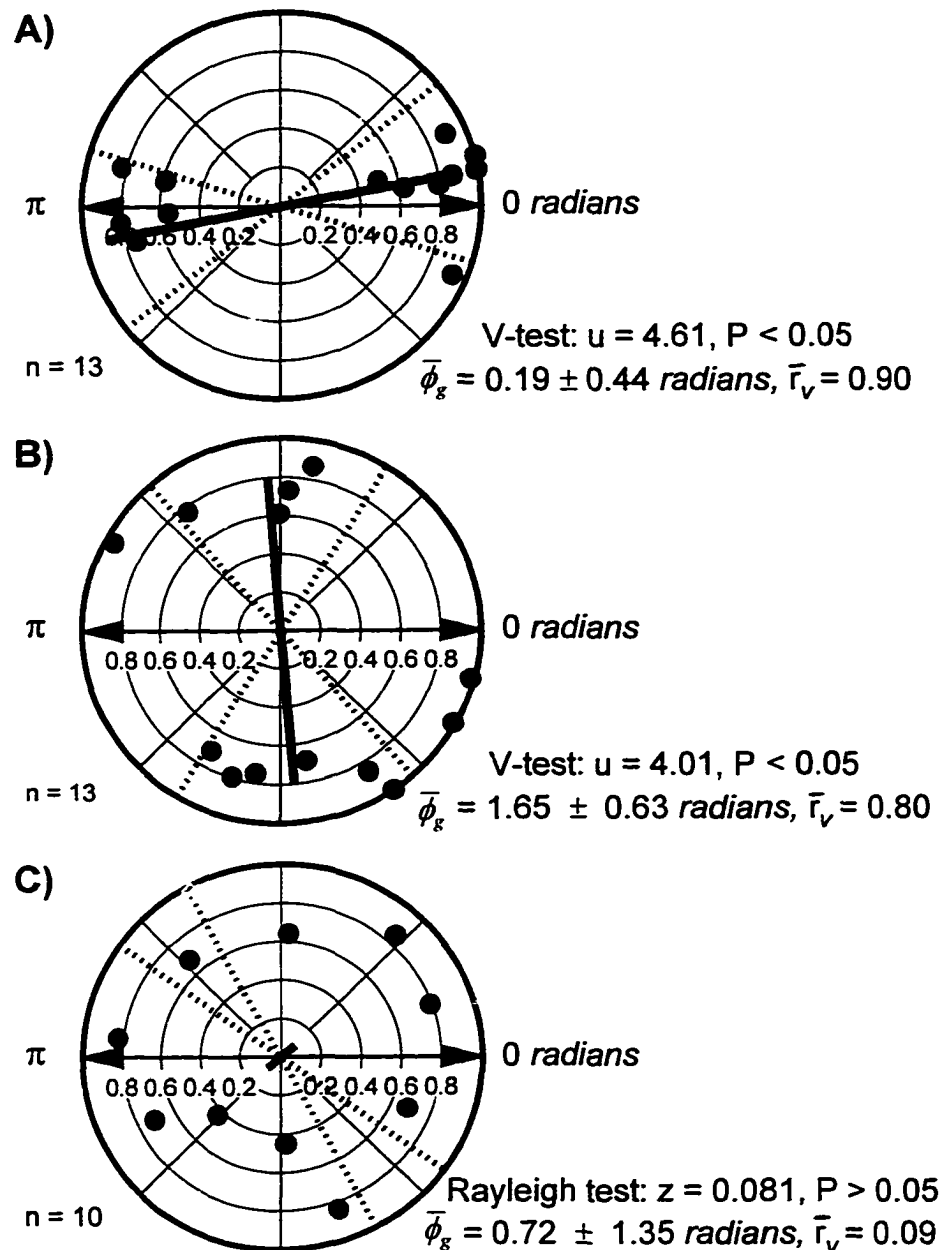 A)
π
0 radians
0.8 0.6 0.4 0.2 0.2 0.4 0.6 0.8
n = 13
V-test: u = 4.61, P < 0.05
ϕ̄g = 0.19 ± 0.44 radians, r̄v = 0.90
B)
π
0 radians
0.8 0.6 0.4 0.2 0.2 0.4 0.6 0.8
n = 13
V-test: u = 4.01, P < 0.05
ϕ̄g = 1.65 ± 0.63 radians, r̄v = 0.80
C)
π
0 radians
0.8 0.6 0.4 0.2 0.2 0.4 0.6 0.8
n = 10
Rayleigh test: z = 0.081, P > 0.05
ϕ̄g = 0.72 ± 1.35 radians, r̄v = 0.09